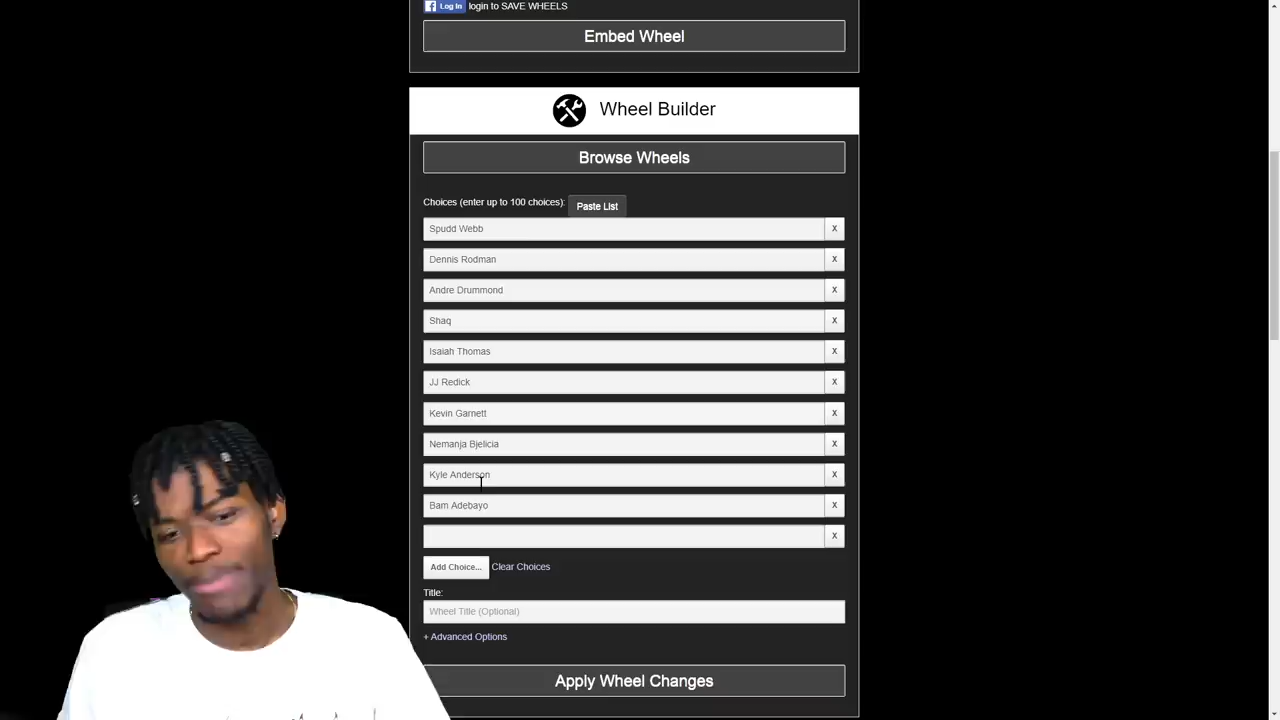 Log In login to SAVE WHEELS
Embed Wheel
Wheel Builder
Browse Wheels
Choices (enter up to 100 choices): Paste List
Spudd Webb X
Dennis Rodman X
Andre Drummond X
Shaq X
Isaiah Thomas X
JJ Redick X
Kevin Garnett X
Nemanja Bjelicia X
Kyle Anderson X
Bam Adebayo X
X
Add Choice... Clear Choices
Title:
Wheel Title (Optional)
+ Advanced Options
Apply Wheel Changes